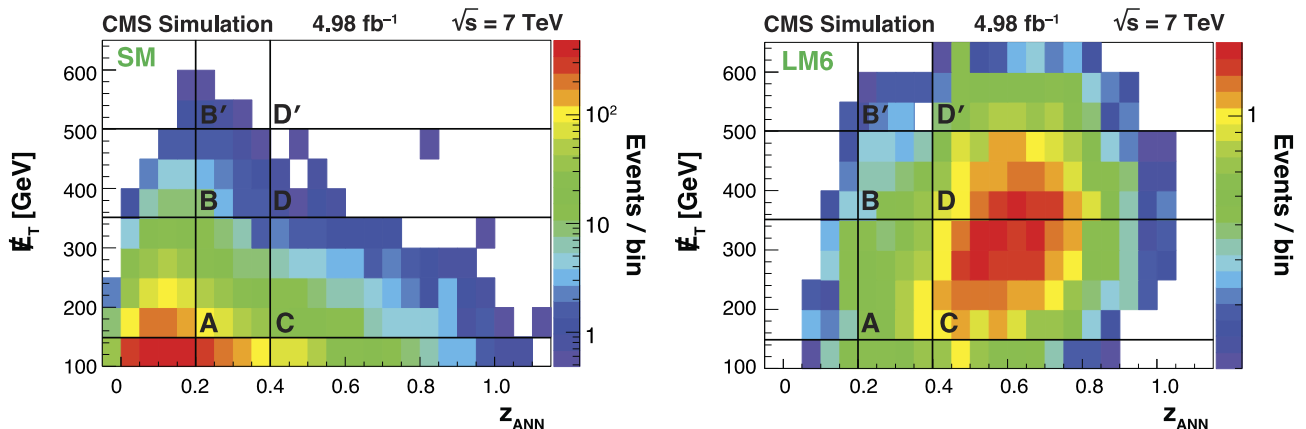 CMS Simulation 4.98 fb⁻¹ √s = 7 TeV
SM
600
500
400
300
200
100
B′ D′
B D
A C
0 0.2 0.4 0.6 0.8 1.0
z_ANN
E̸_T [GeV]
10²
10
1
Events / bin
CMS Simulation 4.98 fb⁻¹ √s = 7 TeV
LM6
600
500
400
300
200
100
B′ D′
B D
A C
0 0.2 0.4 0.6 0.8 1.0
z_ANN
E̸_T [GeV]
1
Events / bin